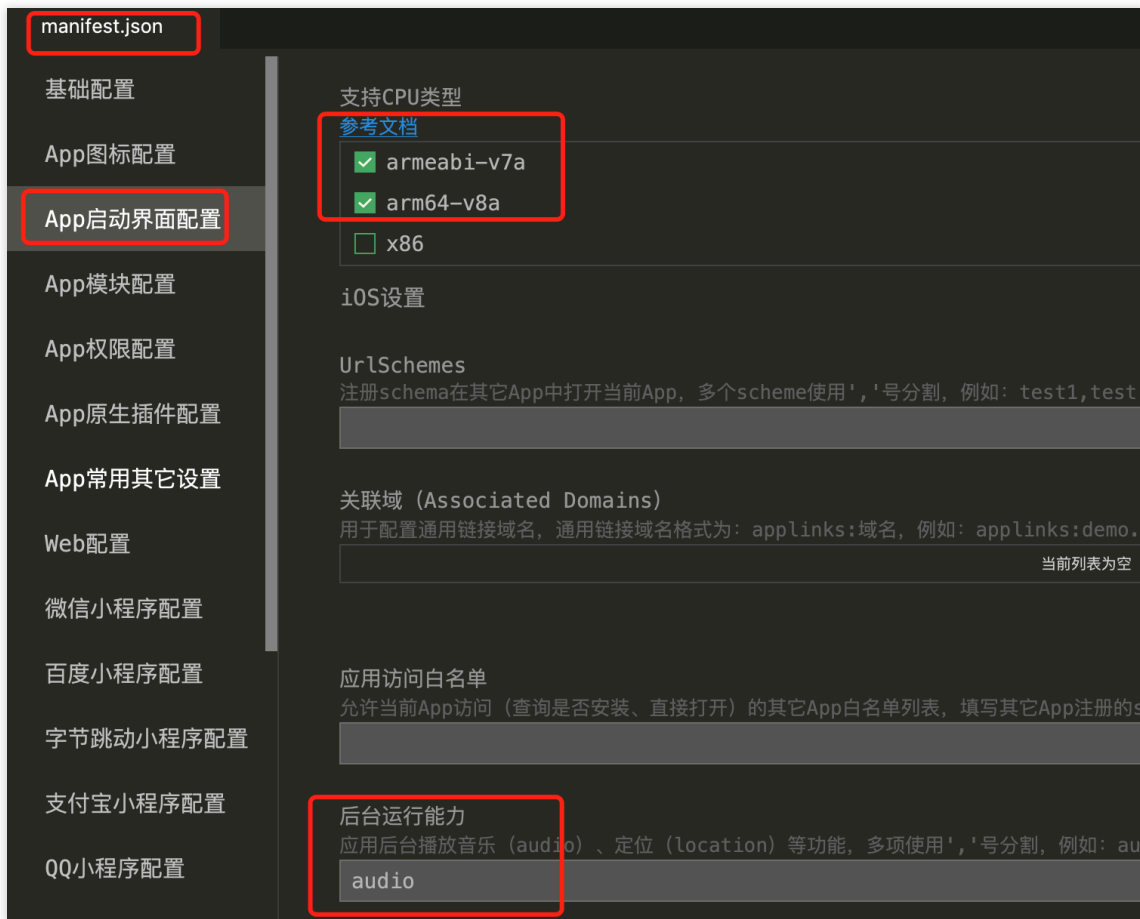 manifest.json
基础配置
App图标配置
App启动界面配置
App模块配置
App权限配置
App原生插件配置
App常用其它设置
Web配置
微信小程序配置
百度小程序配置
字节跳动小程序配置
支付宝小程序配置
QQ小程序配置
支持CPU类型
参考文档
armeabi-v7a
arm64-v8a
x86
iOS设置
UrlSchemes
注册schema在其它App中打开当前App，多个scheme使用','号分割，例如：test1,test
关联域（Associated Domains）
用于配置通用链接域名，通用链接域名格式为：applinks:域名，例如：applinks:demo.
当前列表为空
应用访问白名单
允许当前App访问（查询是否安装、直接打开）的其它App白名单列表，填写其它App注册的s
后台运行能力
应用后台播放音乐（audio）、定位（location）等功能，多项使用','号分割，例如：au
audio